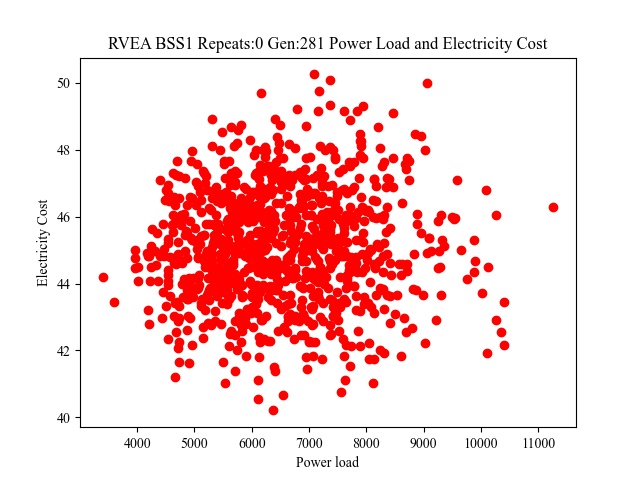 RVEA BSS1 Repeats:0 Gen:281 Power Load and Electricity Cost
50
48
46
44
42
40
Electricity Cost
4000 5000 6000 7000 8000 9000 10000 11000
Power load